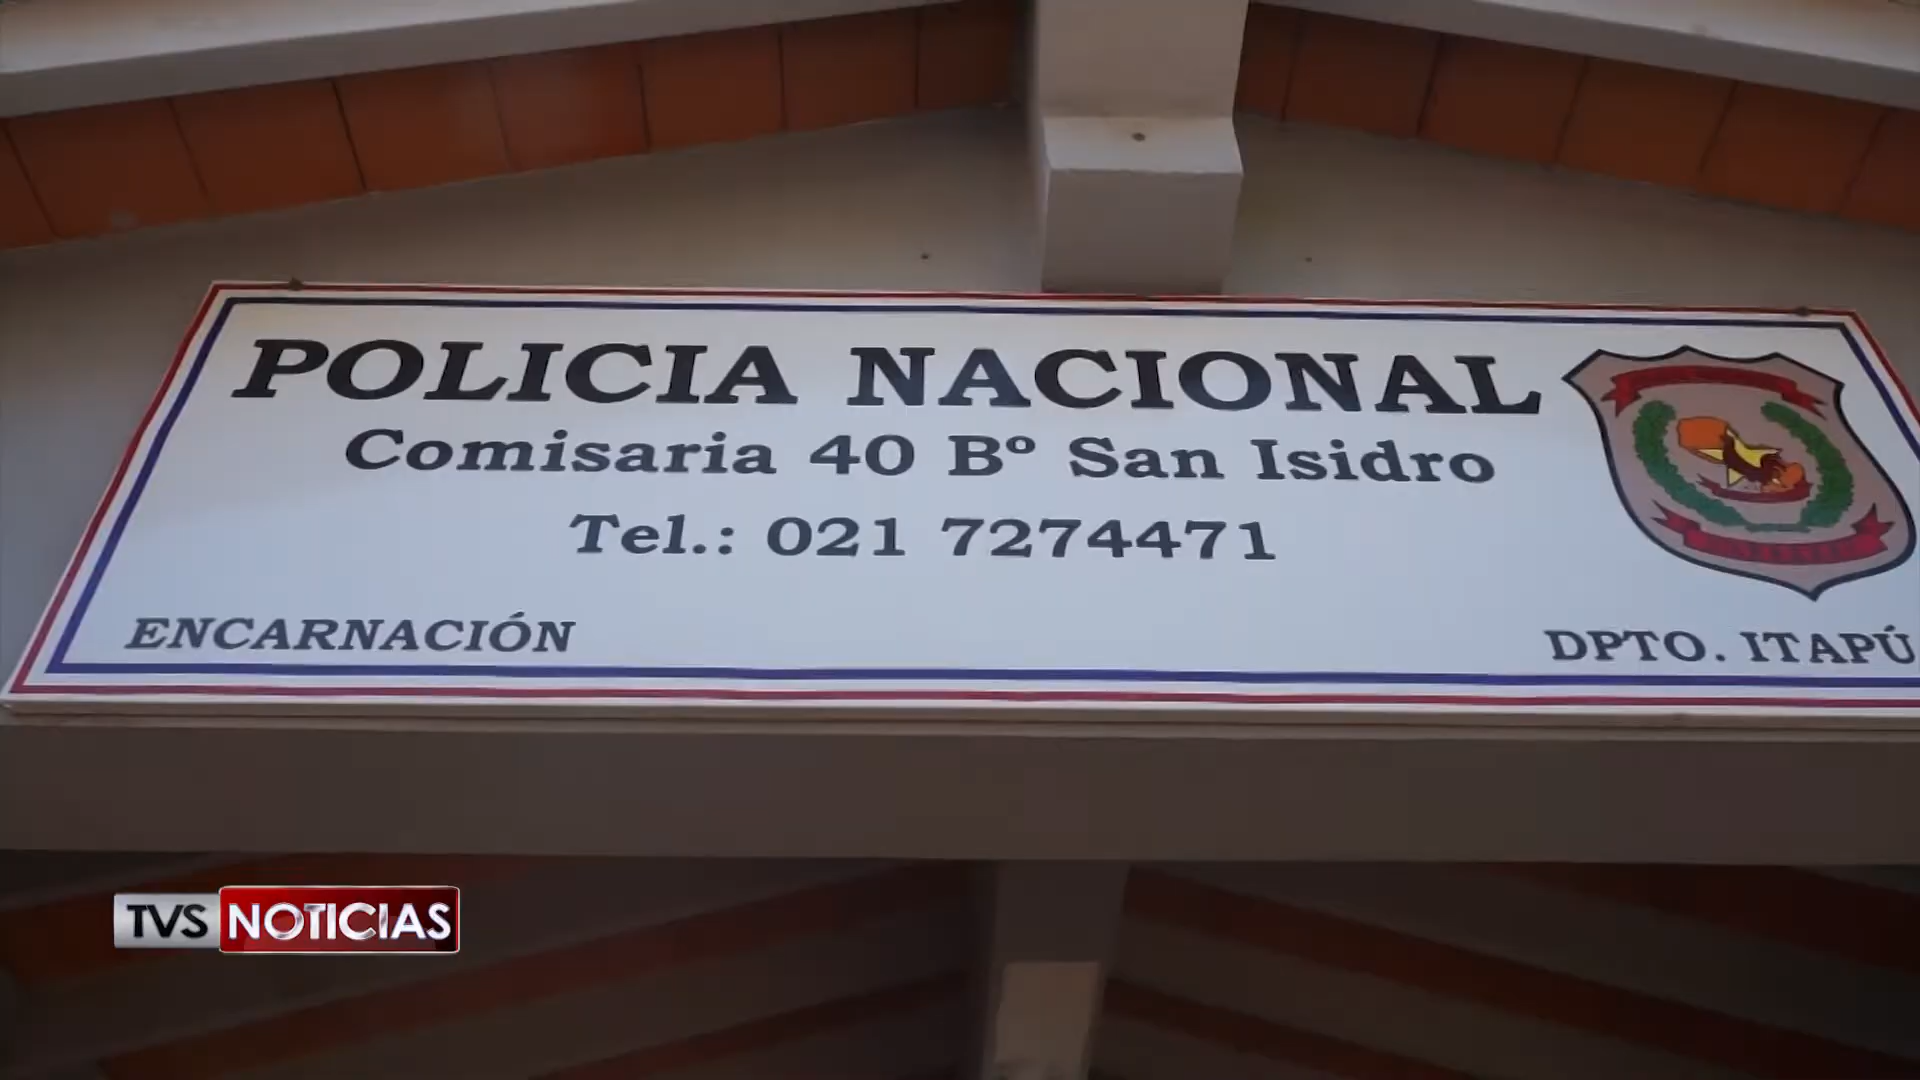 POLICIA NACIONAL
Comisaria 40 Bº San Isidro
Tel.: 021 7274471
ENCARNACIÓN
DPTO. ITAPÚ
TVS NOTICIAS